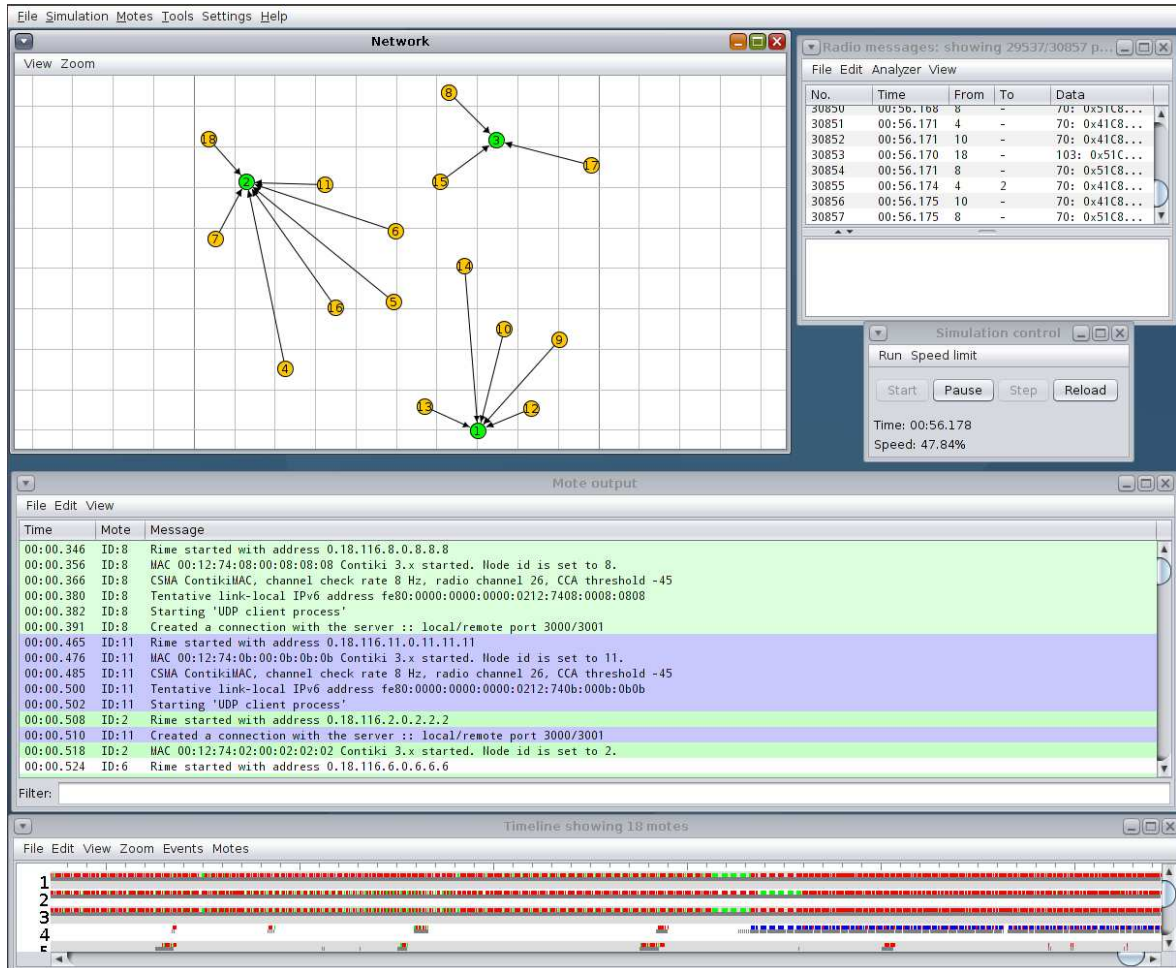 File Simulation Motes Tools Settings Help
Network
View Zoom
8
18
3
17
2
11
15
6
7
14
5
16
10
9
4
13
12
1
Radio messages: showing 29537/30857 p...
File Edit Analyzer View
No. Time From To Data
30850 00:56.168 8 - 70: 0x51C8...
30851 00:56.171 4 - 70: 0x41C8...
30852 00:56.171 10 - 70: 0x41C8...
30853 00:56.170 18 - 103: 0x51C...
30854 00:56.171 8 - 70: 0x51C8...
30855 00:56.174 4 2 70: 0x41C8...
30856 00:56.175 10 - 70: 0x41C8...
30857 00:56.175 8 - 70: 0x51C8...
Simulation control
Run Speed limit
Start Pause Step Reload
Time: 00:56.178
Speed: 47.84%
Mote output
File Edit View
Time Mote Message
00:00.346 ID:8 Rime started with address 0.18.116.8.0.8.8.8
00:00.356 ID:8 MAC 00:12:74:08:00:08:08:08 Contiki 3.x started. Node id is set to 8.
00:00.366 ID:8 CSMA ContikiMAC, channel check rate 8 Hz, radio channel 26, CCA threshold -45
00:00.380 ID:8 Tentative link-local IPv6 address fe80:0000:0000:0000:0212:7408:0008:0808
00:00.382 ID:8 Starting 'UDP client process'
00:00.391 ID:8 Created a connection with the server :: local/remote port 3000/3001
00:00.465 ID:11 Rime started with address 0.18.116.11.0.11.11.11
00:00.476 ID:11 MAC 00:12:74:0b:00:0b:0b:0b Contiki 3.x started. Node id is set to 11.
00:00.485 ID:11 CSMA ContikiMAC, channel check rate 8 Hz, radio channel 26, CCA threshold -45
00:00.500 ID:11 Tentative link-local IPv6 address fe80:0000:0000:0000:0212:740b:000b:0b0b
00:00.502 ID:11 Starting 'UDP client process'
00:00.508 ID:2 Rime started with address 0.18.116.2.0.2.2.2
00:00.510 ID:11 Created a connection with the server :: local/remote port 3000/3001
00:00.518 ID:2 MAC 00:12:74:02:00:02:02:02 Contiki 3.x started. Node id is set to 2.
00:00.524 ID:6 Rime started with address 0.18.116.6.0.6.6.6
Filter:
Timeline showing 18 motes
File Edit View Zoom Events Motes
1
2
3
4
5